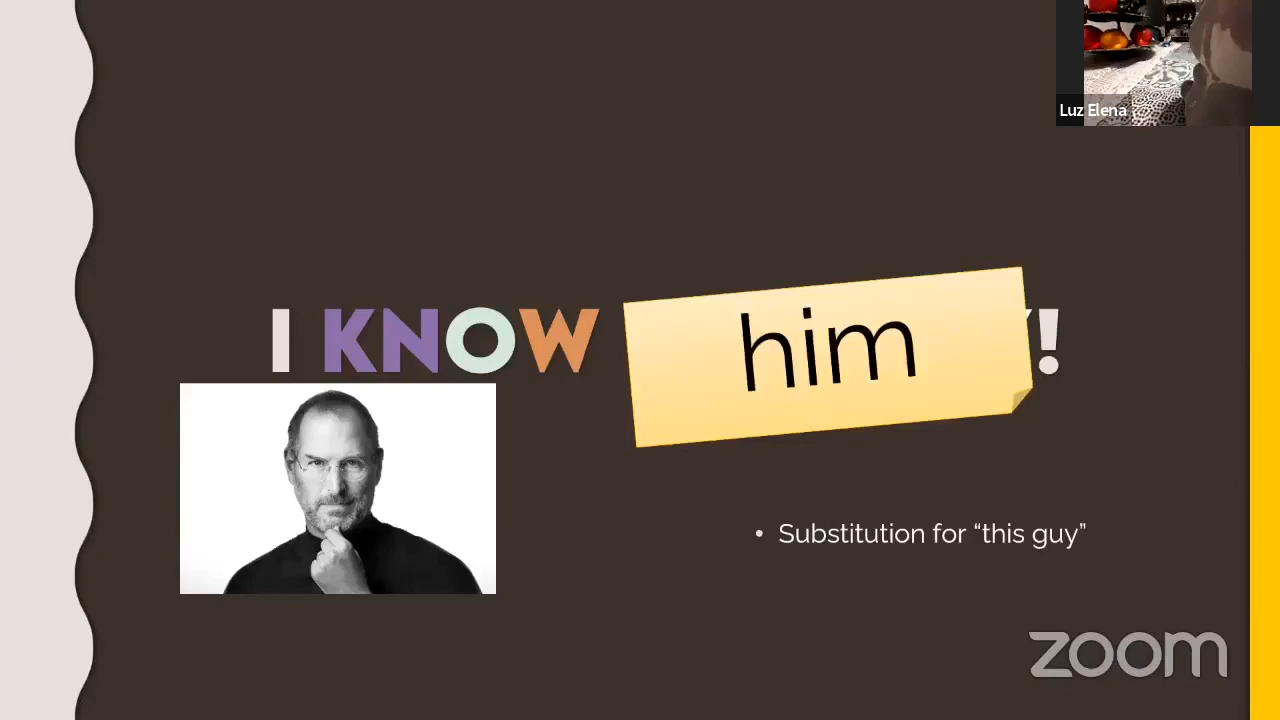 Luz Elena
I KNOW him !
• Substitution for “this guy”
zoom